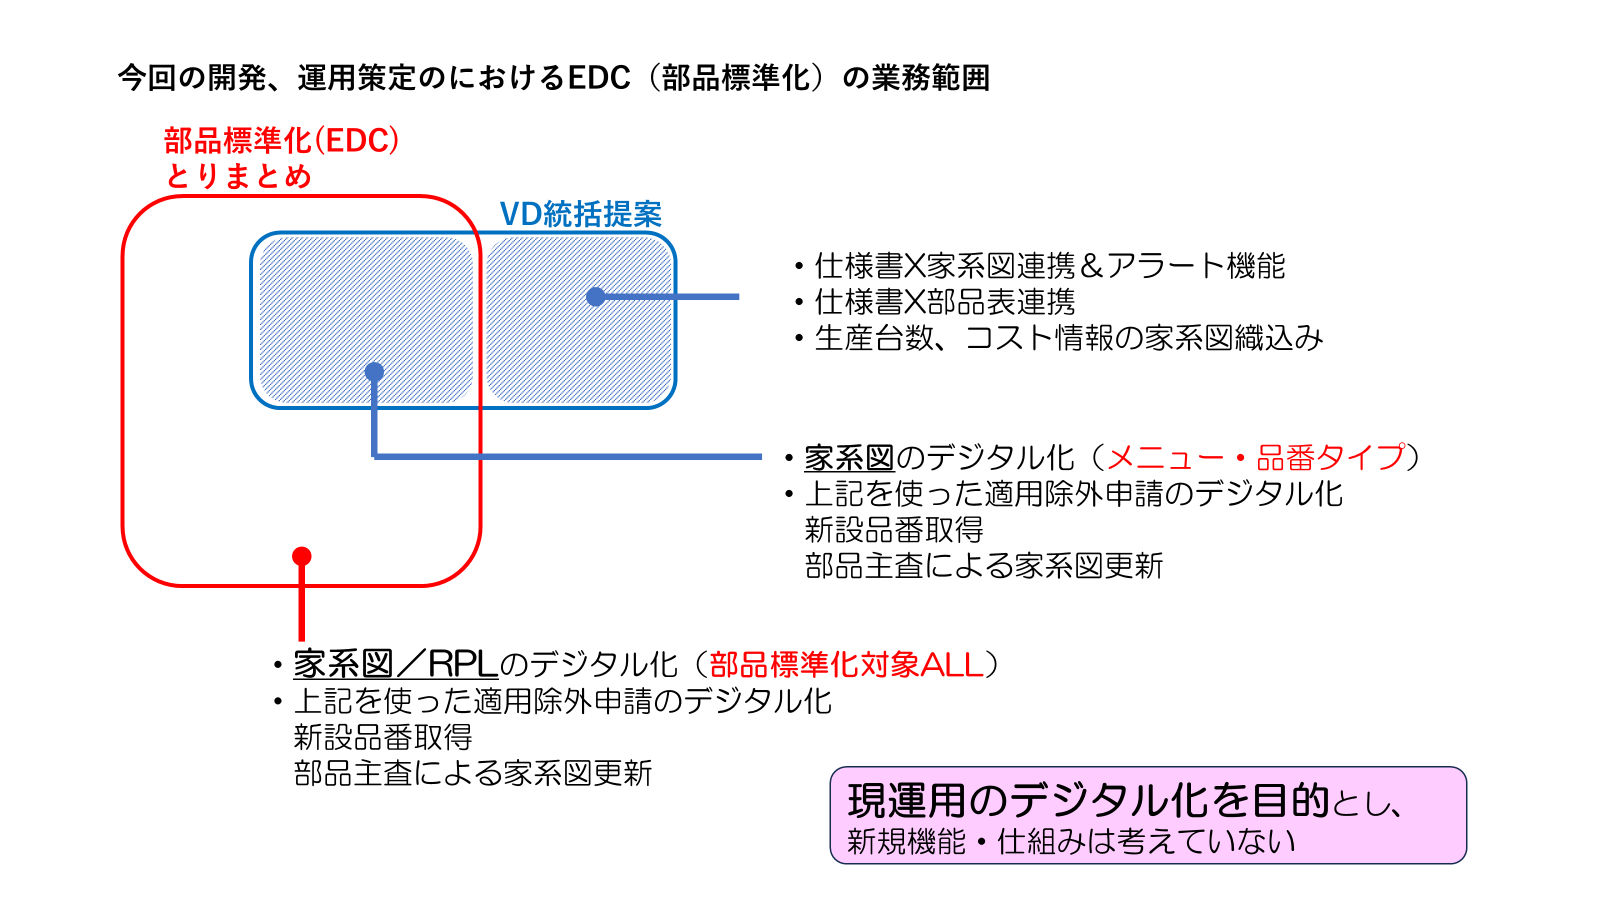 今回の開発、運用策定のにおけるEDC（部品標準化）の業務範囲
部品標準化(EDC)
とりまとめ
VD統括提案
・仕様書X家系図連携＆アラート機能
・仕様書X部品表連携
・生産台数、コスト情報の家系図織込み
・家系図のデジタル化（メニュー・品番タイプ）
・上記を使った適用除外申請のデジタル化
新設品番取得
部品主査による家系図更新
・家系図／RPLのデジタル化（部品標準化対象ALL）
・上記を使った適用除外申請のデジタル化
新設品番取得
部品主査による家系図更新
現運用のデジタル化を目的とし、
新規機能・仕組みは考えていない